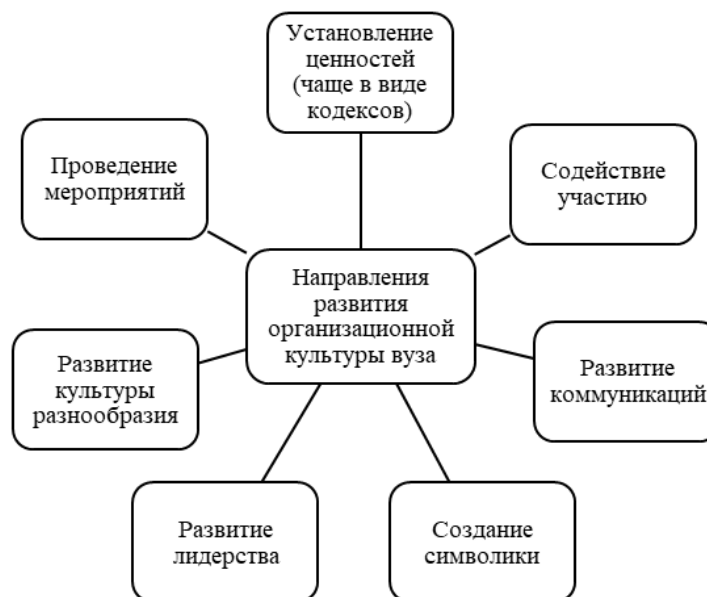 Установление
ценностей
(чаще в виде
кодексов)
Проведение
мероприятий
Содействие
участию
Направления
развития
организационной
культуры вуза
Развитие
культуры
разнообразия
Развитие
коммуникаций
Развитие
лидерства
Создание
символики